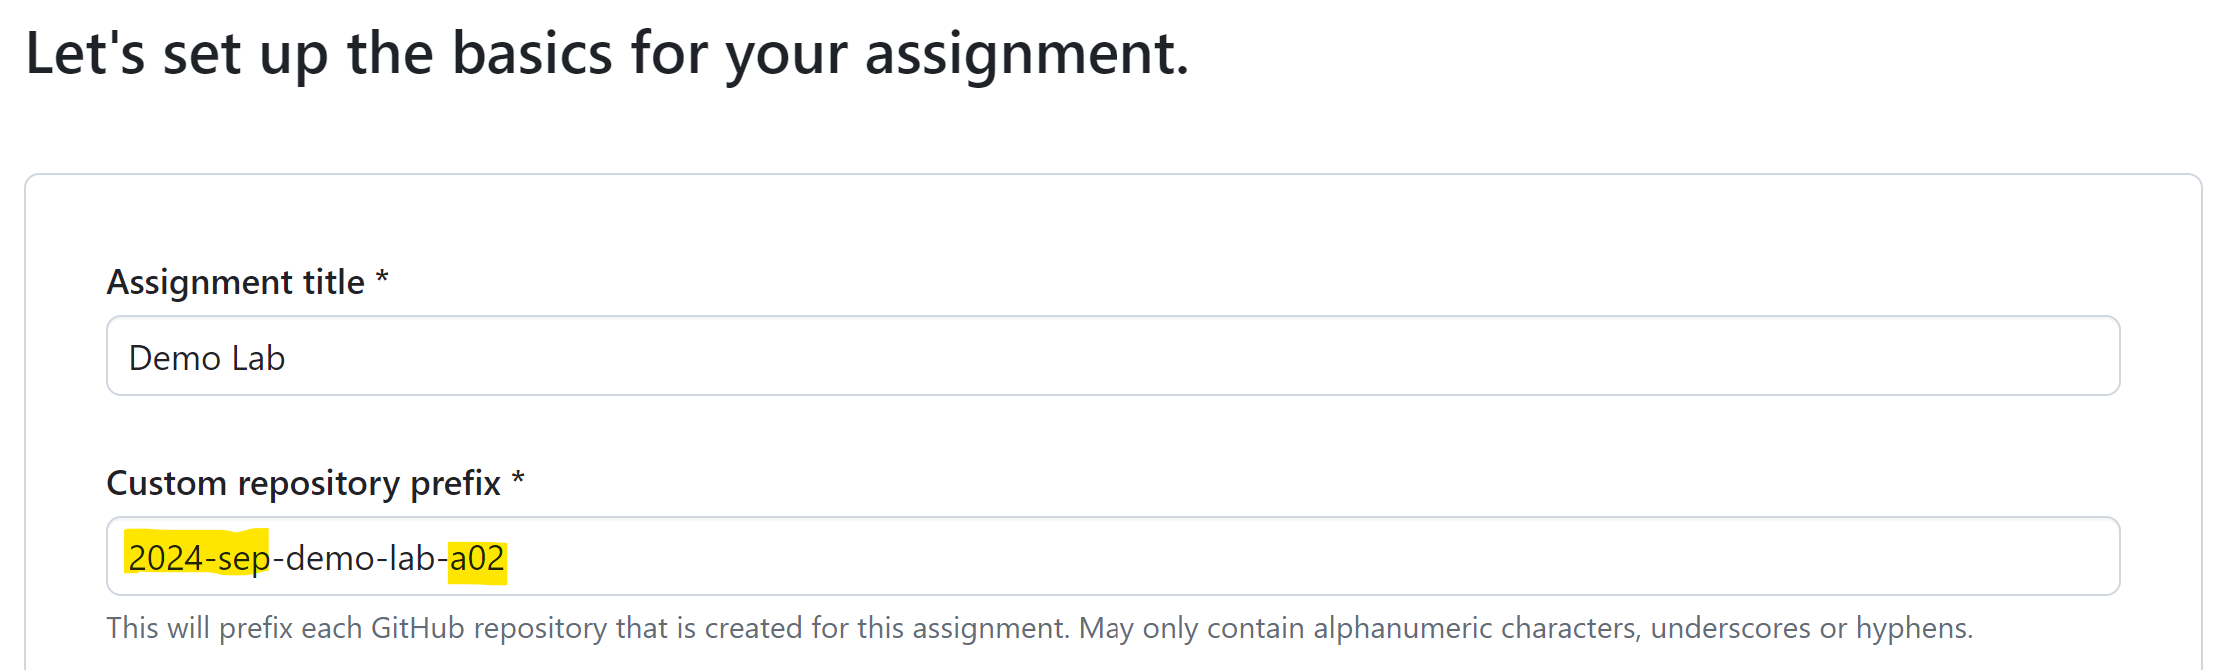 Let's set up the basics for your assignment.
Assignment title *
Demo Lab
Custom repository prefix *
2024-sep-demo-lab-a02
This will prefix each GitHub repository that is created for this assignment. May only contain alphanumeric characters, underscores or hyphens.